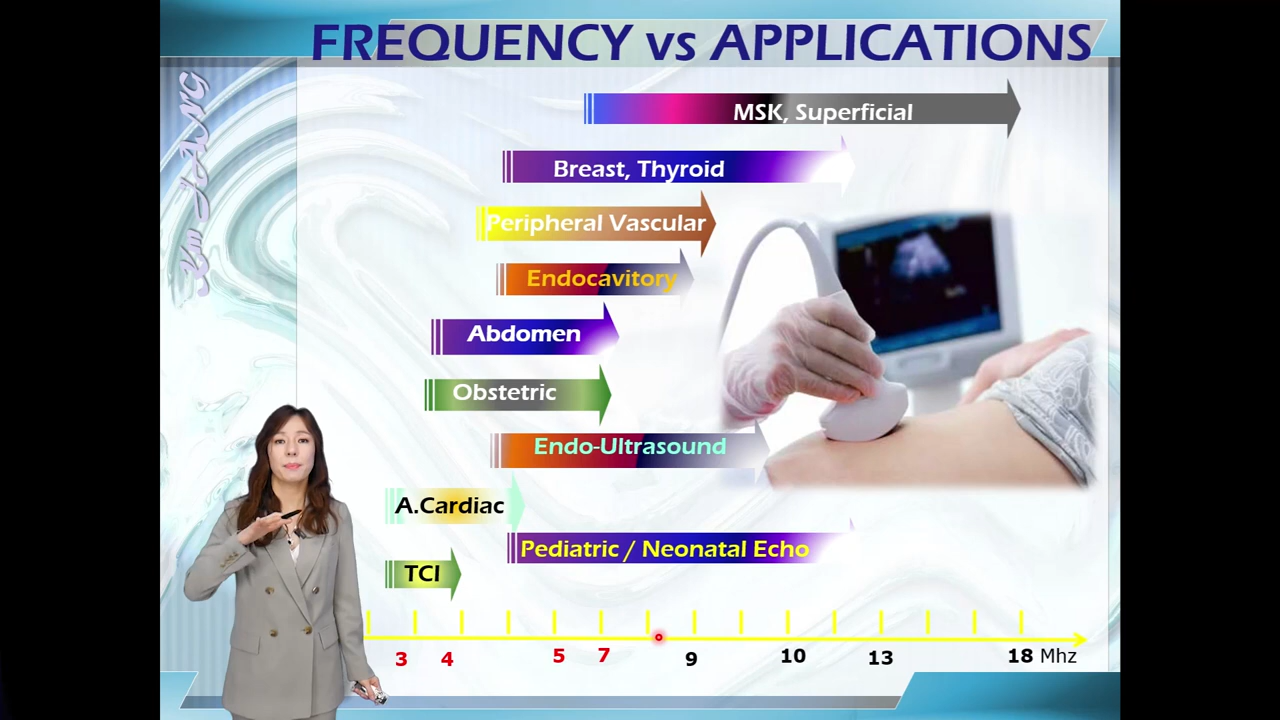 FREQUENCY vs APPLICATIONS
MSK, Superficial
Breast, Thyroid
Peripheral Vascular
Endocavitory
Abdomen
Obstetric
Endo-Ultrasound
A.Cardiac
Pediatric / Neonatal Echo
TCI
3 4 5 7 9 10 13 18 Mhz